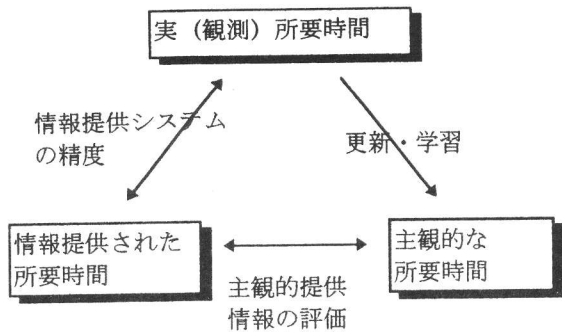 実（観測）所要時間
情報提供システム
の精度
更新・学習
情報提供された
所要時間
主観的な
所要時間
主観的提供
情報の評価